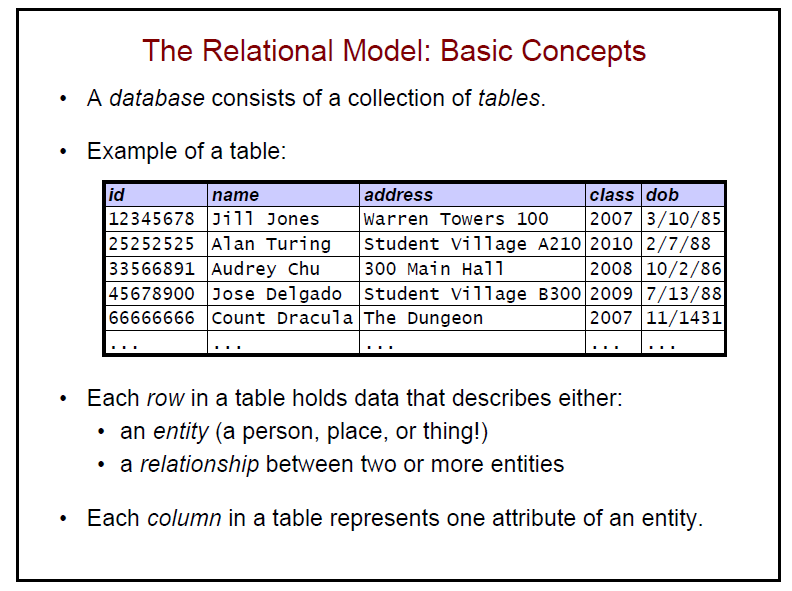 The Relational Model: Basic Concepts
• A database consists of a collection of tables.
• Example of a table:
id name address class dob
12345678 Jill Jones Warren Towers 100 2007 3/10/85
25252525 Alan Turing Student Village A210 2010 2/7/88
33566891 Audrey Chu 300 Main Hall 2008 10/2/86
45678900 Jose Delgado Student Village B300 2009 7/13/88
66666666 Count Dracula The Dungeon 2007 11/1431
... ... ... ... ...
• Each row in a table holds data that describes either:
• an entity (a person, place, or thing!)
• a relationship between two or more entities
• Each column in a table represents one attribute of an entity.